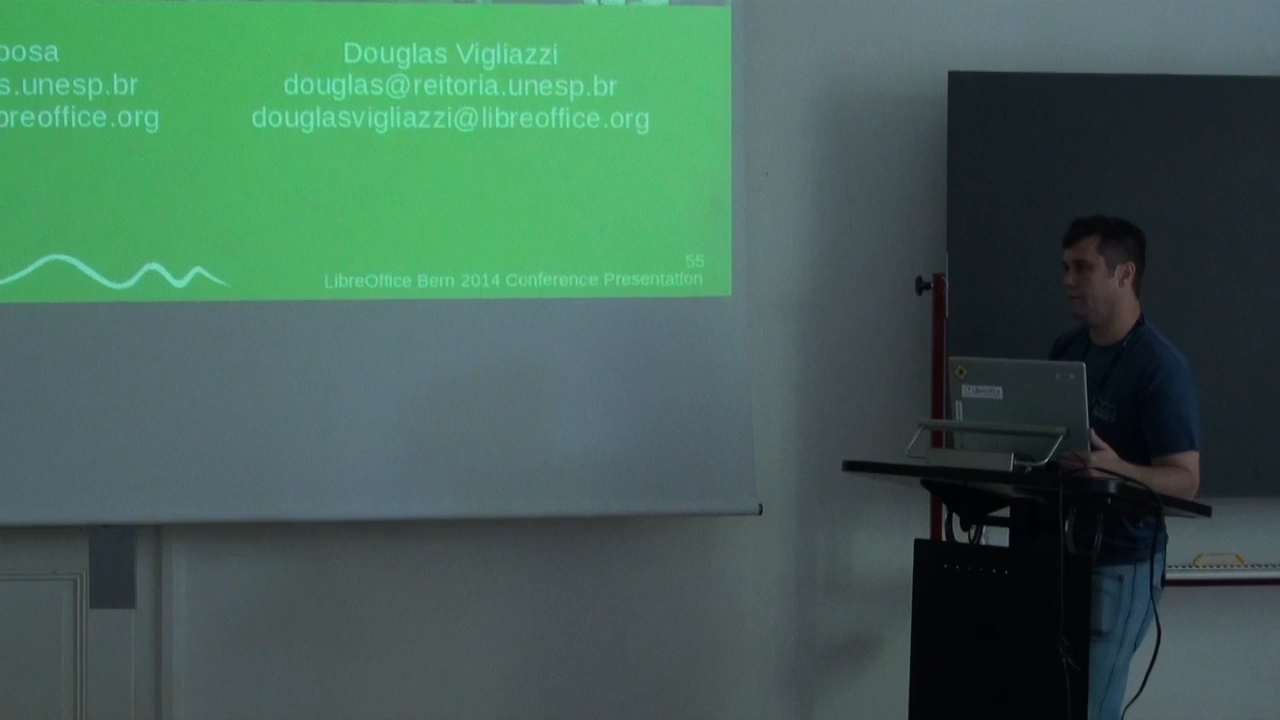 posa
s.unesp.br
breoffice.org
Douglas Vigliazzi
douglas@reitoria.unesp.br
douglasvigliazzi@libreoffice.org
55
LibreOffice Bern 2014 Conference Presentation